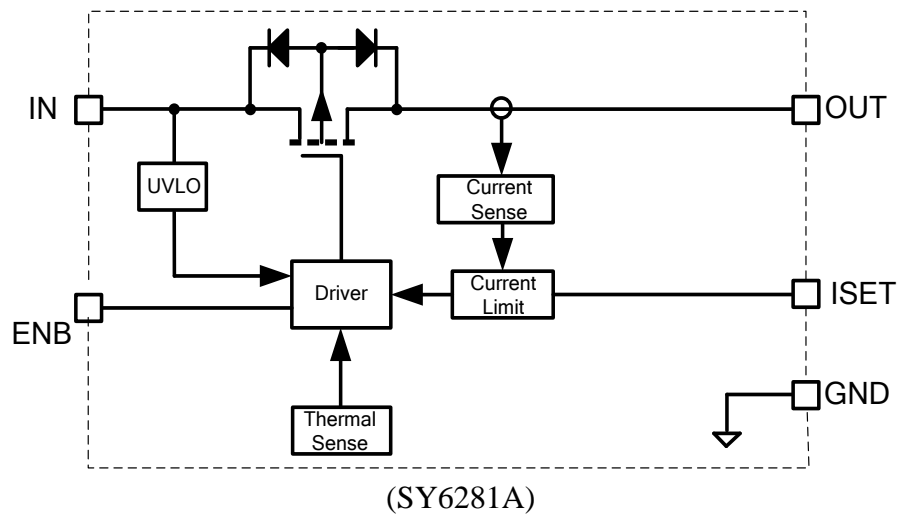 IN
OUT
UVLO
Current
Sense
Driver
Current
Limit
ISET
ENB
Thermal
Sense
GND
(SY6281A)